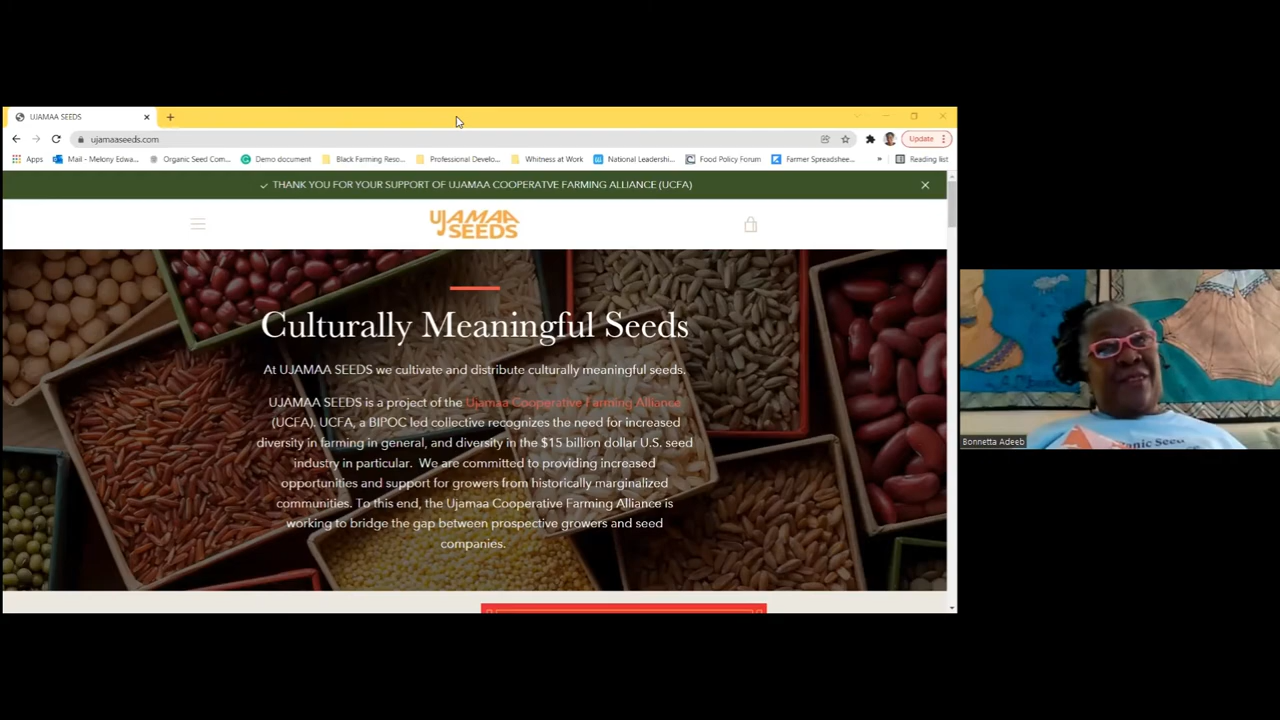 UJAMAA SEEDS
ujamaaseeds.com
Update
Apps
Mail - Melony Edwa...
Organic Seed Com...
Demo document
Black Farming Reso...
Professional Develo...
Whitness at Work
National Leadershi...
Food Policy Forum
Farmer Spreadshee...
»
Reading list
THANK YOU FOR YOUR SUPPORT OF UJAMAA COOPERATVE FARMING ALLIANCE (UCFA)
UJAMAA
SEEDS
Culturally Meaningful Seeds
At UJAMAA SEEDS we cultivate and distribute culturally meaningful seeds.
UJAMAA SEEDS is a project of the Ujamaa Cooperative Farming Alliance
(UCFA). UCFA, a BIPOC led collective recognizes the need for increased
diversity in farming in general, and diversity in the $15 billion dollar U.S. seed
industry in particular. We are committed to providing increased
opportunities and support for growers from historically marginalized
communities. To this end, the Ujamaa Cooperative Farming Alliance is
working to bridge the gap between prospective growers and seed
companies.
Seed
Bonnetta Adeeb